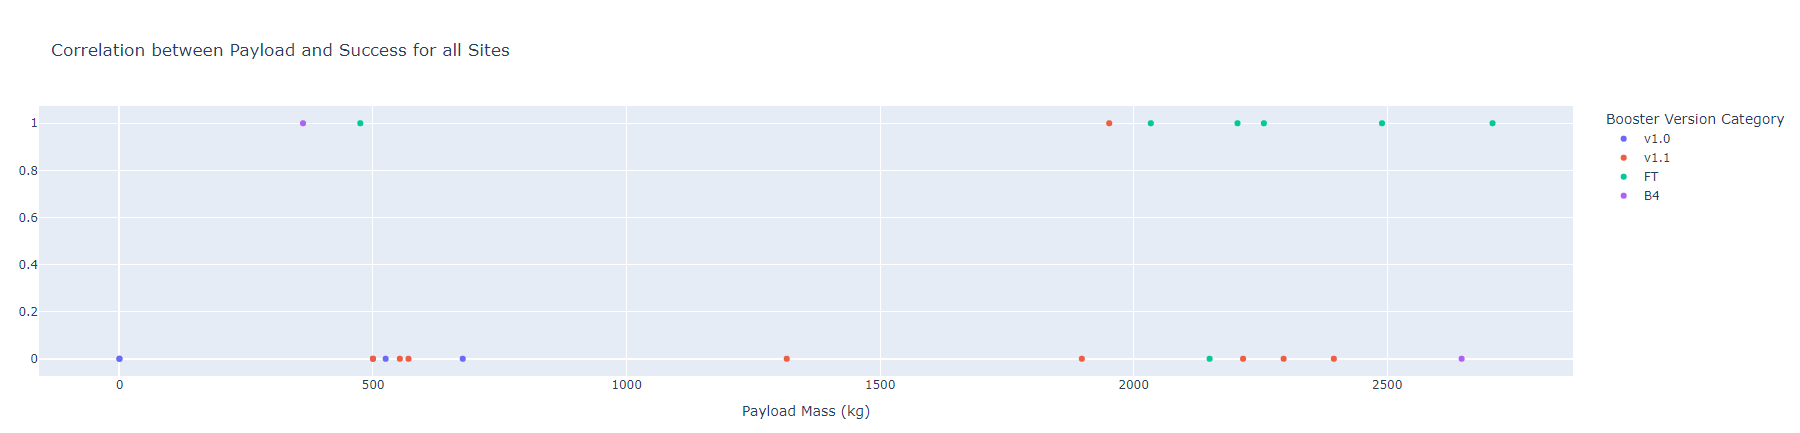 Correlation between Payload and Success for all Sites
1
0.8
0.6
0.4
0.2
0
0 500 1000 1500 2000 2500
Payload Mass (kg)
Booster Version Category
v1.0
v1.1
FT
B4